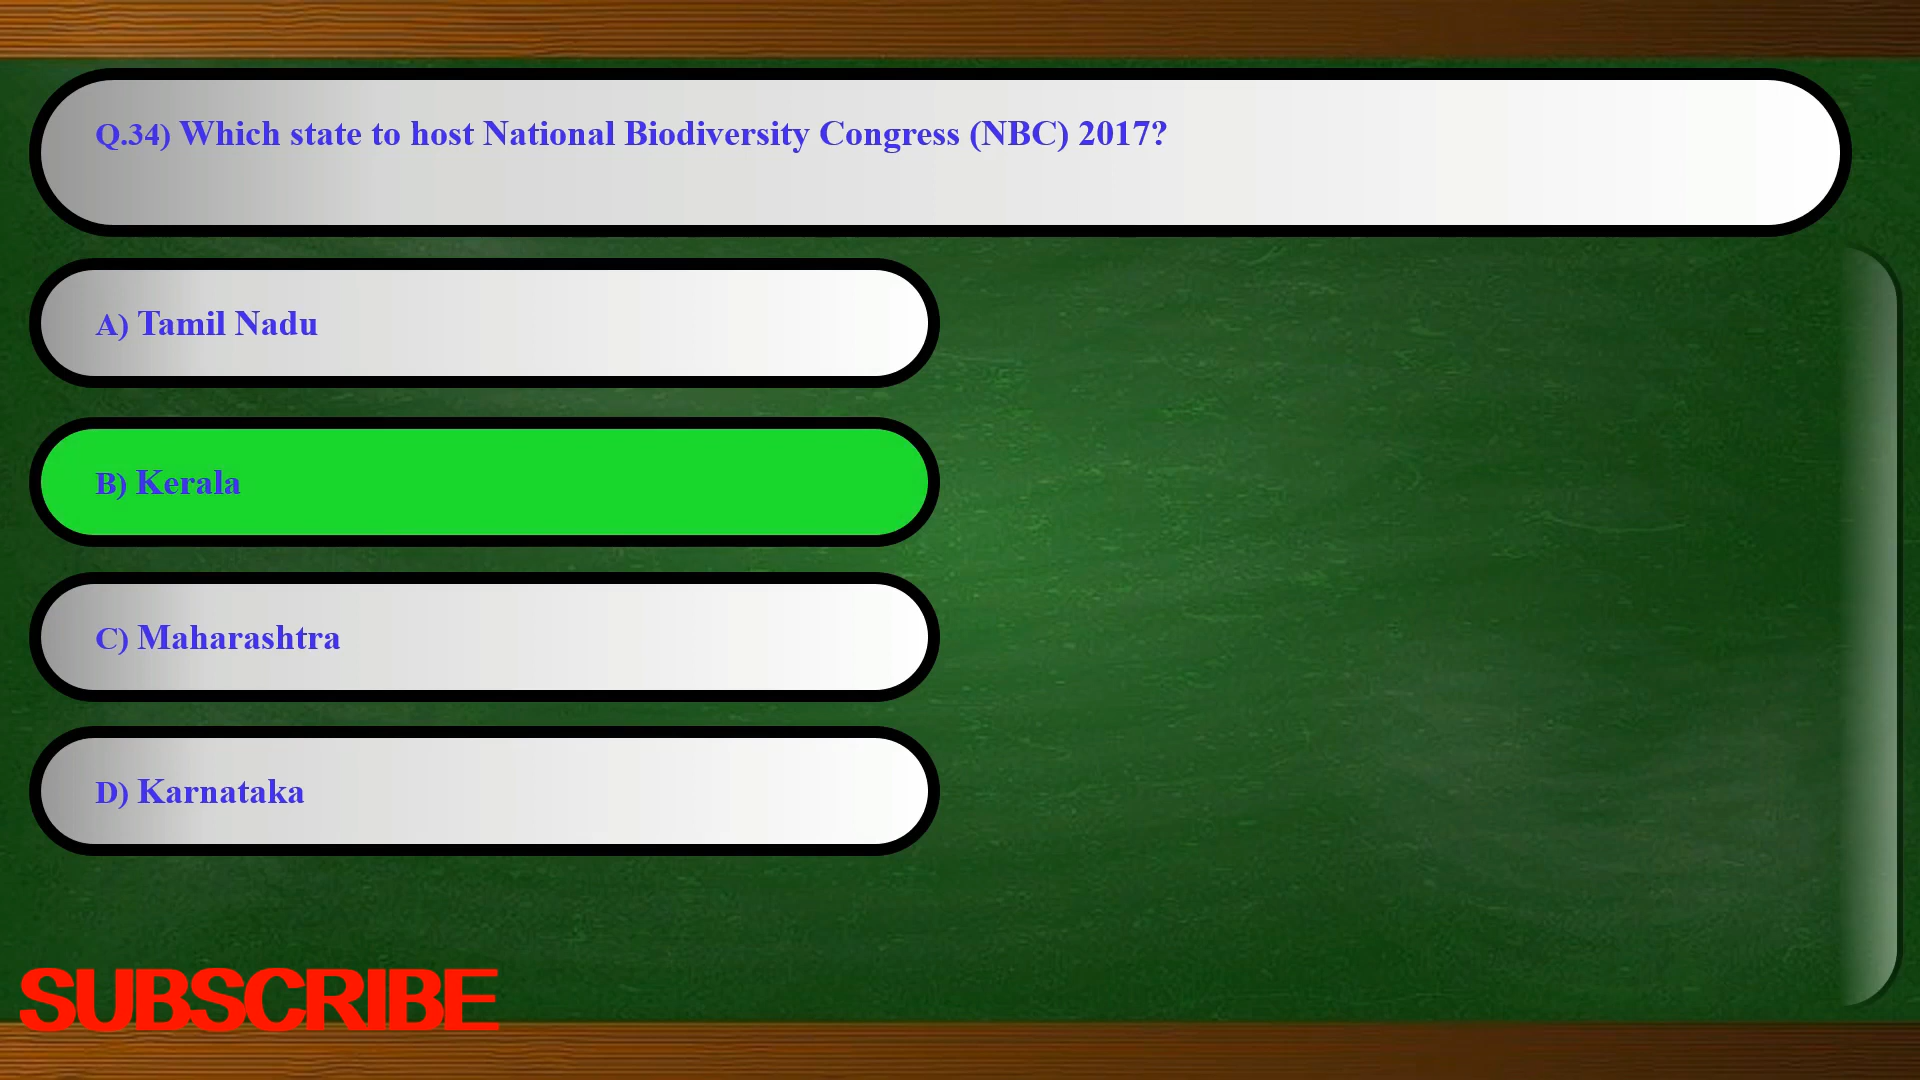 Q.34) Which state to host National Biodiversity Congress (NBC) 2017?
A) Tamil Nadu
B) Kerala
C) Maharashtra
D) Karnataka
SUBSCRIBE